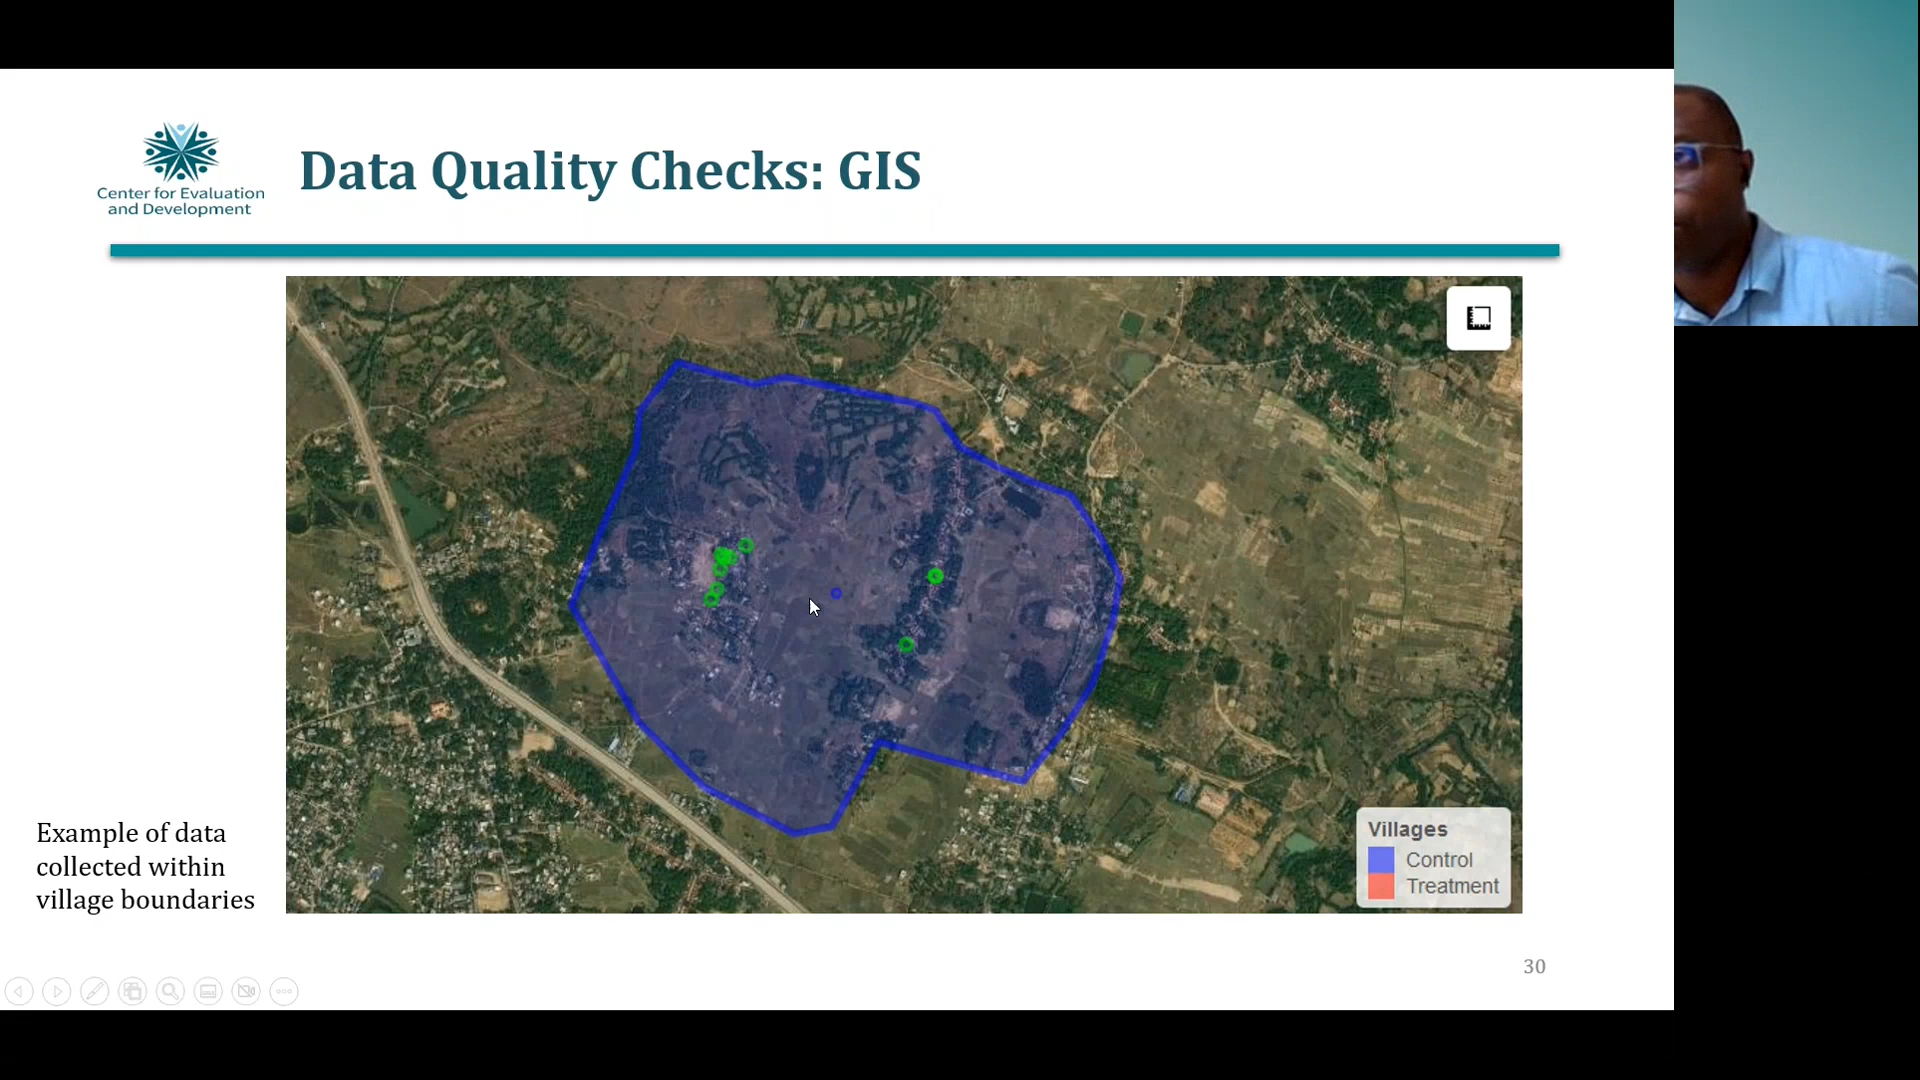 Center for Evaluation
and Development
Data Quality Checks: GIS
Villages
Control
Treatment
Example of data
collected within
village boundaries
30